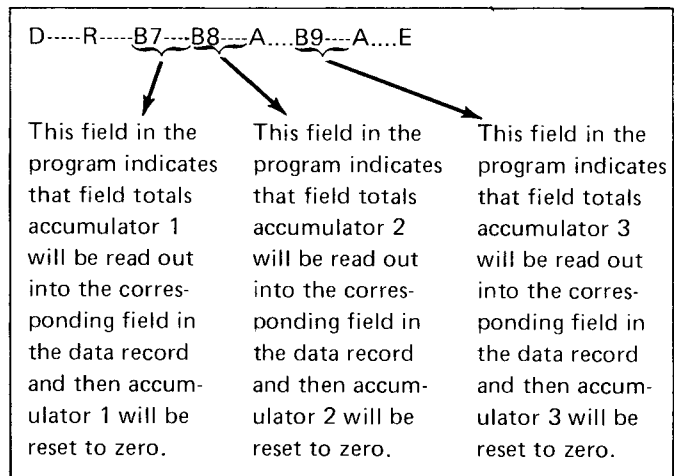 D-----R-----B7----B8----A....B9----A....E
This field in the
program indicates
that field totals
accumulator 1
will be read out
into the corres-
ponding field in
the data record
and then accum-
ulator 1 will be
reset to zero.
This field in the
program indicates
that field totals
accumulator 2
will be read out
into the corres-
ponding field in
the data record
and then accum-
ulator 2 will be
reset to zero.
This field in the
program indicates
that field totals
accumulator 3
will be read out
into the corres-
ponding field in
the data record
and then accum-
ulator 3 will be
reset to zero.